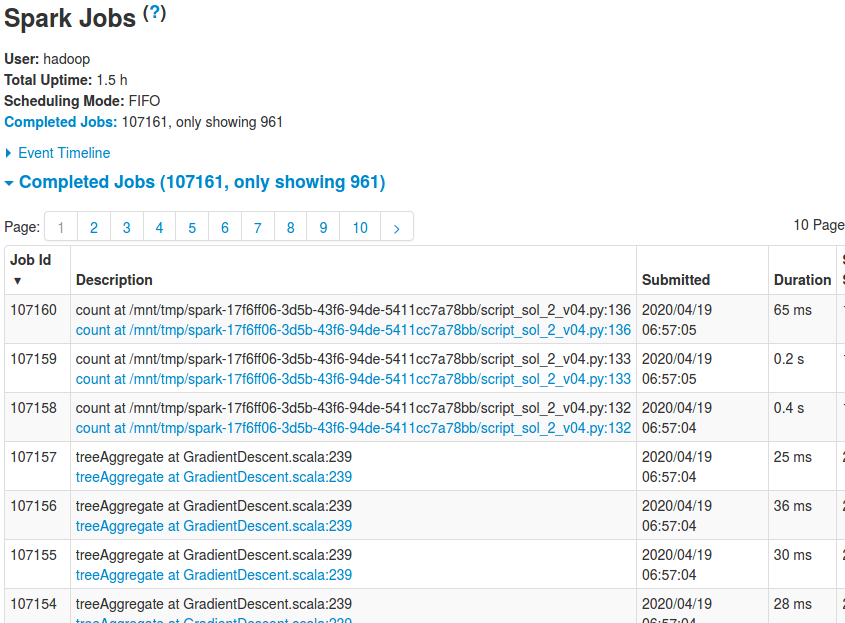 Spark Jobs (?)
User: hadoop
Total Uptime: 1.5 h
Scheduling Mode: FIFO
Completed Jobs: 107161, only showing 961
Event Timeline
Completed Jobs (107161, only showing 961)
Page: 1 2 3 4 5 6 7 8 9 10 >
10 Page
Job Id ▼ Description Submitted Duration
107160 count at /mnt/tmp/spark-17f6ff06-3d5b-43f6-94de-5411cc7a78bb/script_sol_2_v04.py:136 2020/04/19 65 ms
count at /mnt/tmp/spark-17f6ff06-3d5b-43f6-94de-5411cc7a78bb/script_sol_2_v04.py:136 06:57:05
107159 count at /mnt/tmp/spark-17f6ff06-3d5b-43f6-94de-5411cc7a78bb/script_sol_2_v04.py:133 2020/04/19 0.2 s
count at /mnt/tmp/spark-17f6ff06-3d5b-43f6-94de-5411cc7a78bb/script_sol_2_v04.py:133 06:57:05
107158 count at /mnt/tmp/spark-17f6ff06-3d5b-43f6-94de-5411cc7a78bb/script_sol_2_v04.py:132 2020/04/19 0.4 s
count at /mnt/tmp/spark-17f6ff06-3d5b-43f6-94de-5411cc7a78bb/script_sol_2_v04.py:132 06:57:04
107157 treeAggregate at GradientDescent.scala:239 2020/04/19 25 ms
treeAggregate at GradientDescent.scala:239 06:57:04
107156 treeAggregate at GradientDescent.scala:239 2020/04/19 36 ms
treeAggregate at GradientDescent.scala:239 06:57:04
107155 treeAggregate at GradientDescent.scala:239 2020/04/19 30 ms
treeAggregate at GradientDescent.scala:239 06:57:04
107154 treeAggregate at GradientDescent.scala:239 2020/04/19 28 ms
treeAggregate at GradientDescent.scala:239 06:57:04